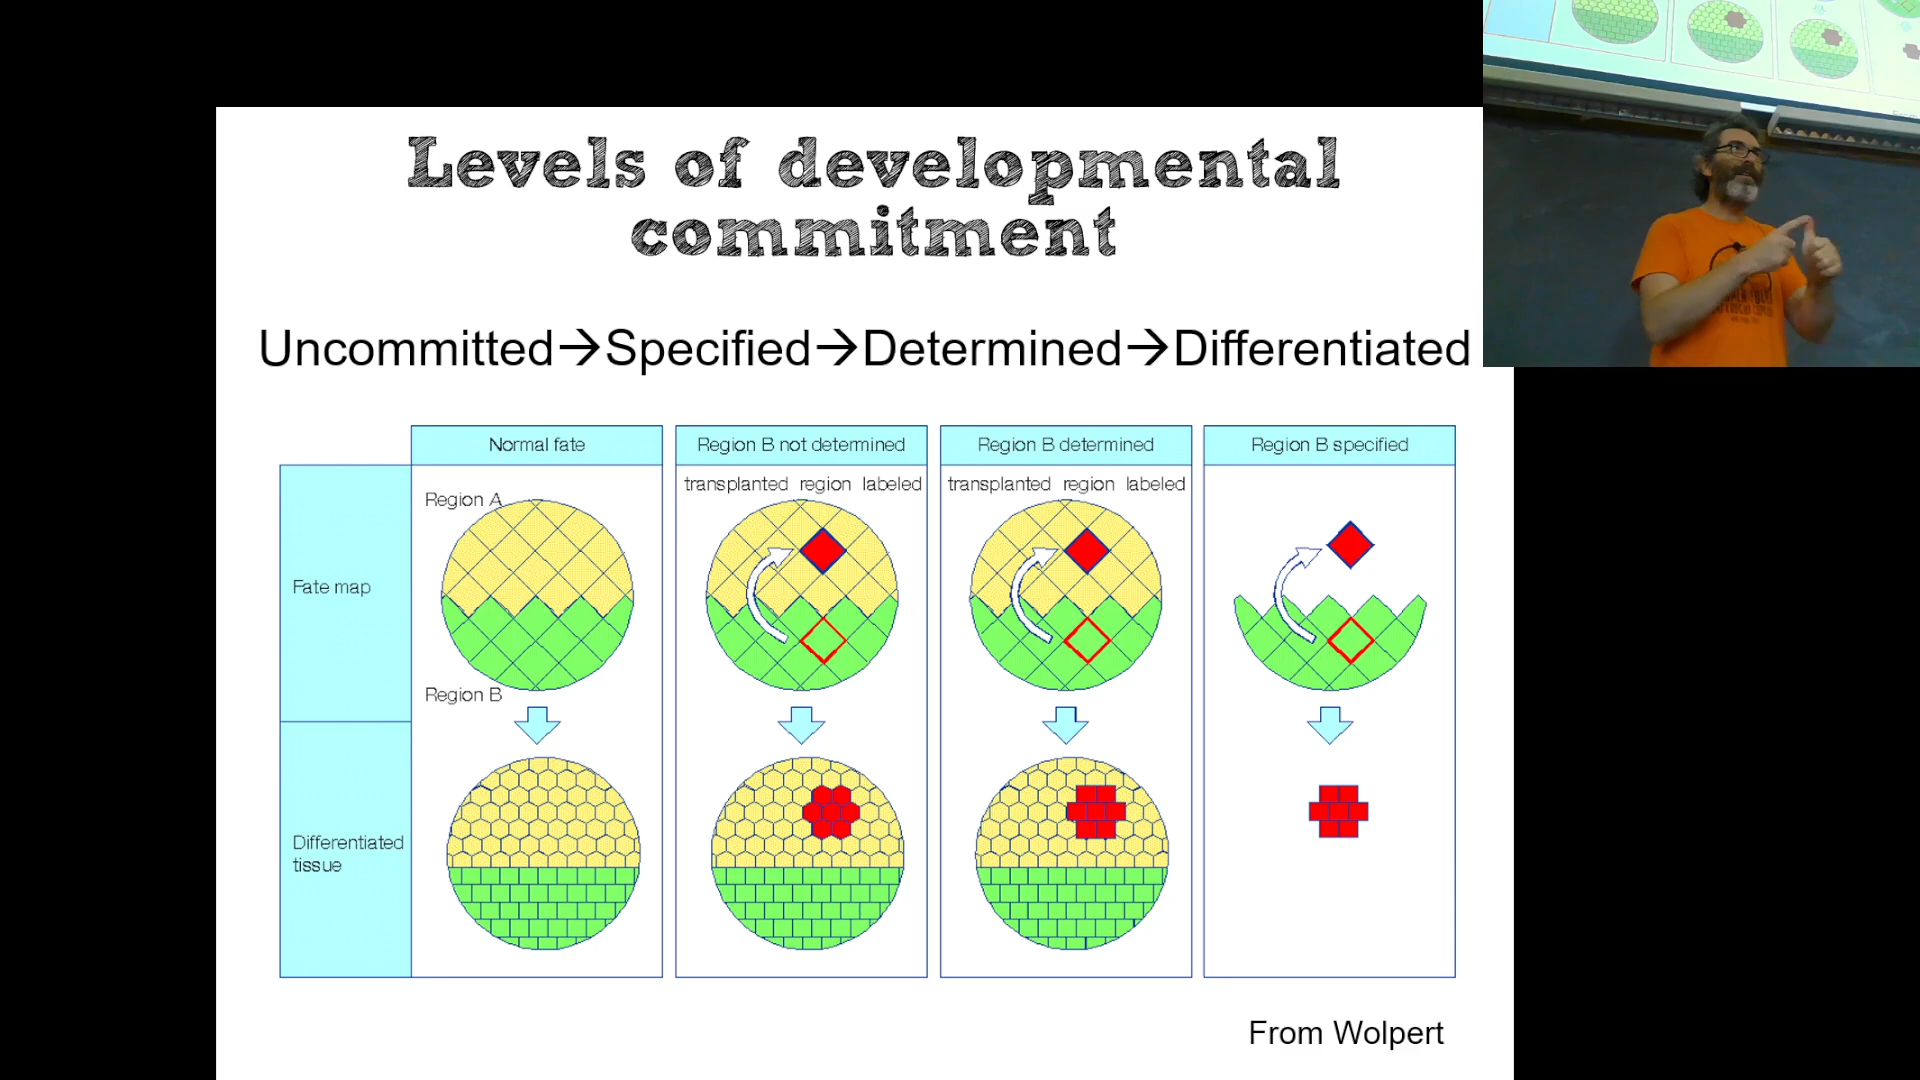 Levels of developmental
commitment
Uncommitted→Specified→Determined→Differentiated
Normal fate
Region B not determined
Region B determined
Region B specified
Fate map
Region A
Region B
transplanted region labeled
transplanted region labeled
Differentiated
tissue
From Wolpert